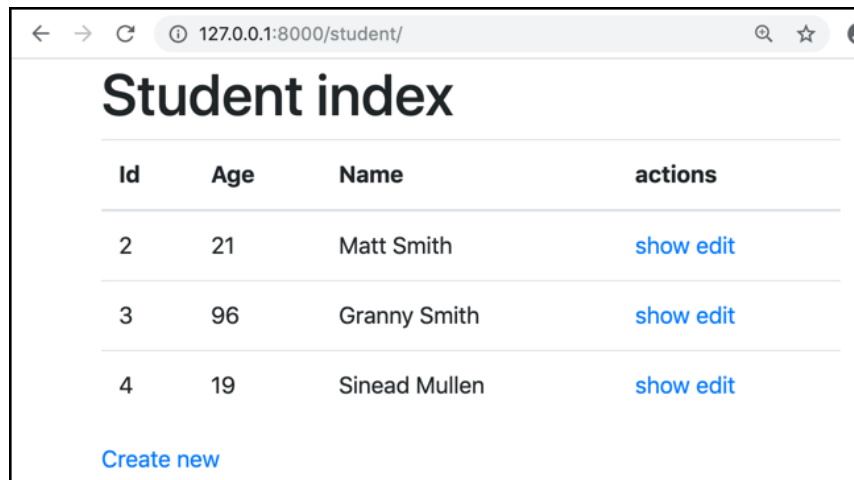 127.0.0.1:8000/student/
Student index
Id Age Name actions
2 21 Matt Smith show edit
3 96 Granny Smith show edit
4 19 Sinead Mullen show edit
Create new